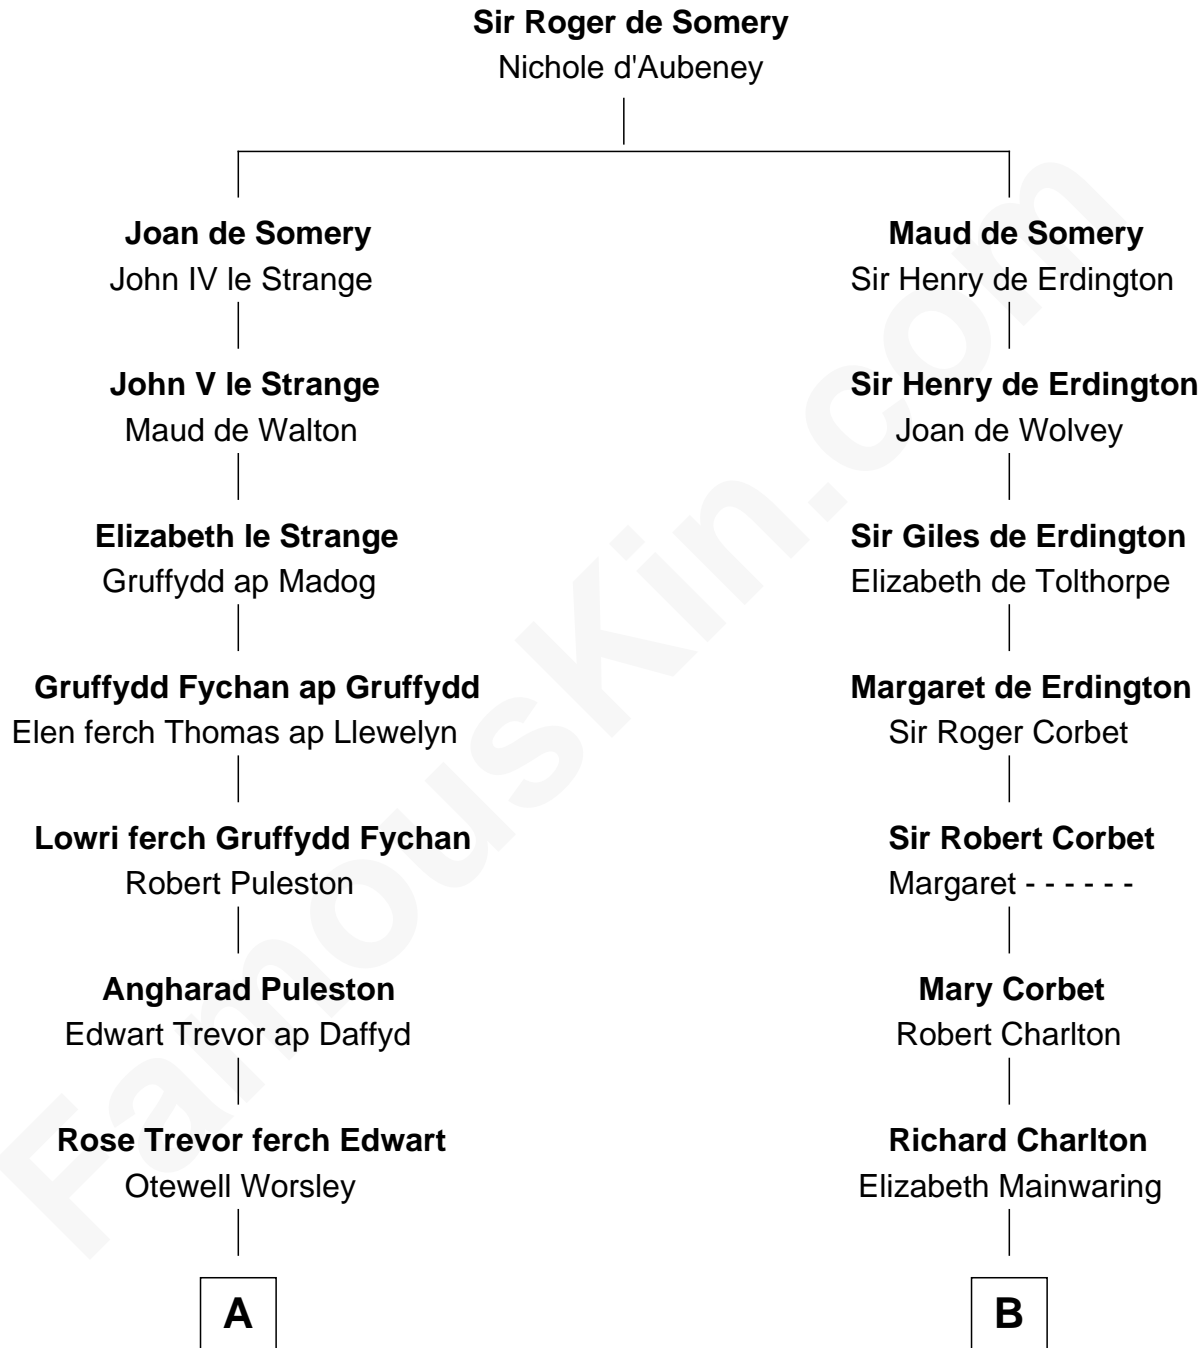 Sir Roger de Somery
Nichole d'Aubeney
Joan de Somery
John IV le Strange
John V le Strange
Maud de Walton
Elizabeth le Strange
Gruffydd ap Madog
Gruffydd Fychan ap Gruffydd
Elen ferch Thomas ap Llewelyn
Lowri ferch Gruffydd Fychan
Robert Puleston
Angharad Puleston
Edwart Trevor ap Daffyd
Rose Trevor ferch Edwart
Otewell Worsley
A
Maud de Somery
Sir Henry de Erdington
Sir Henry de Erdington
Joan de Wolvey
Sir Giles de Erdington
Elizabeth de Tolthorpe
Margaret de Erdington
Sir Roger Corbet
Sir Robert Corbet
Margaret - - - - - -
Mary Corbet
Robert Charlton
Richard Charlton
Elizabeth Mainwaring
B
FamousKin.com